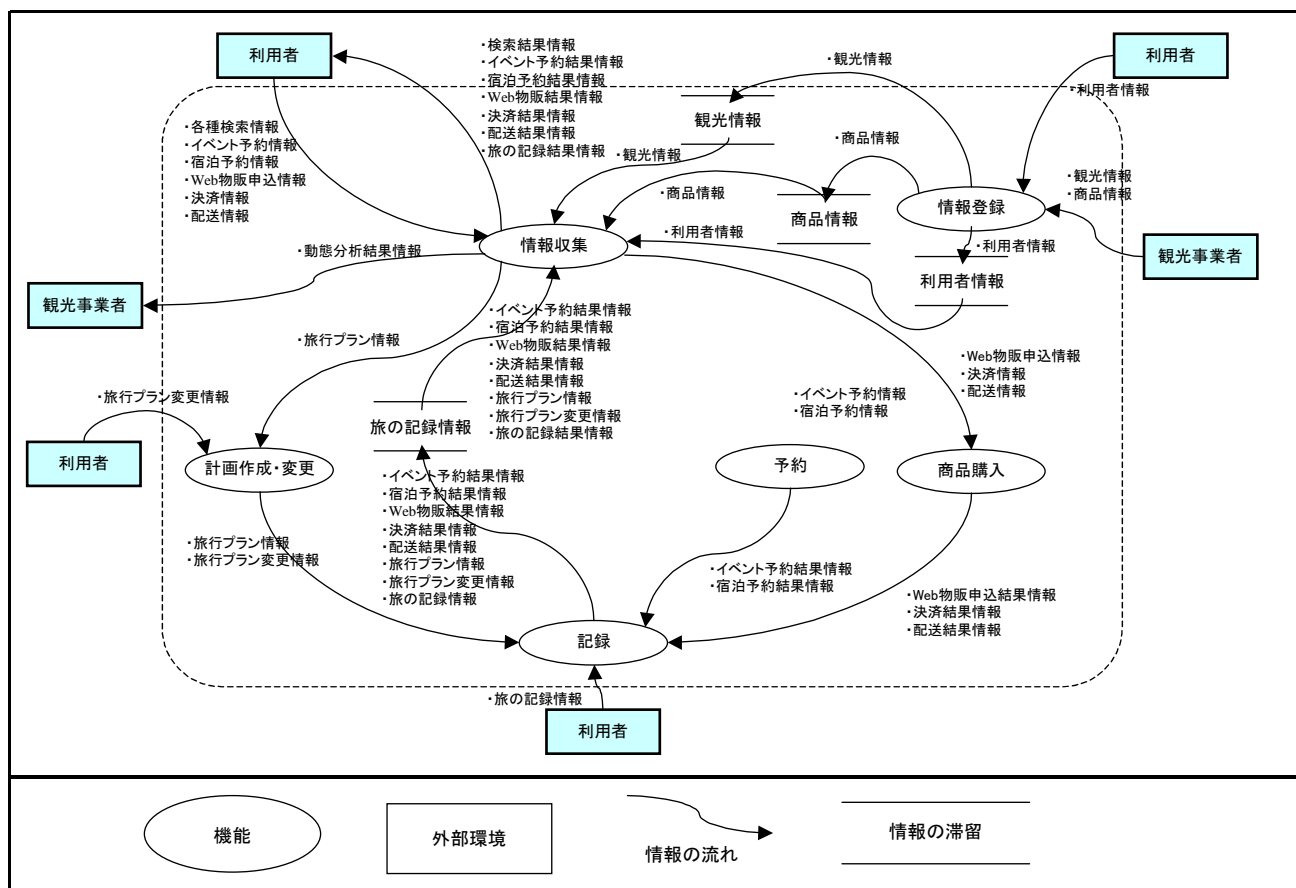 利用者
・各種検索情報
・イベント予約情報
・宿泊予約情報
・Web物販申込情報
・決済情報
・配送情報
・検索結果情報
・イベント予約結果情報
・宿泊予約結果情報
・Web物販結果情報
・決済結果情報
・配送結果情報
・旅の記録結果情報
・観光情報
観光情報
・観光情報
・商品情報
商品情報
・商品情報
利用者
・利用者情報
・観光情報
・商品情報
情報登録
観光事業者
・利用者情報
利用者情報
・利用者情報
情報収集
・動態分析結果情報
観光事業者
・旅行プラン情報
・イベント予約結果情報
・宿泊予約結果情報
・Web物販結果情報
・決済結果情報
・配送結果情報
・旅行プラン情報
・旅行プラン変更情報
・旅の記録結果情報
・Web物販申込情報
・決済情報
・配送情報
・イベント予約情報
・宿泊予約情報
・旅行プラン変更情報
利用者
計画作成・変更
旅の記録情報
予約
商品購入
・イベント予約結果情報
・宿泊予約結果情報
・Web物販結果情報
・決済結果情報
・配送結果情報
・旅行プラン情報
・旅行プラン変更情報
・旅の記録情報
・旅行プラン情報
・旅行プラン変更情報
・イベント予約結果情報
・宿泊予約結果情報
・Web物販申込結果情報
・決済結果情報
・配送結果情報
記録
・旅の記録情報
利用者
機能
外部環境
情報の流れ
情報の滞留